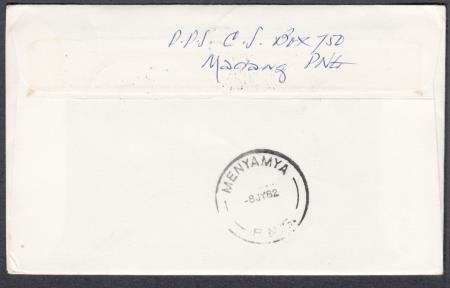 P.P.S. C.S. Box 750
Madang PNG
MENYAMYA
-8JY82
P.N.G.